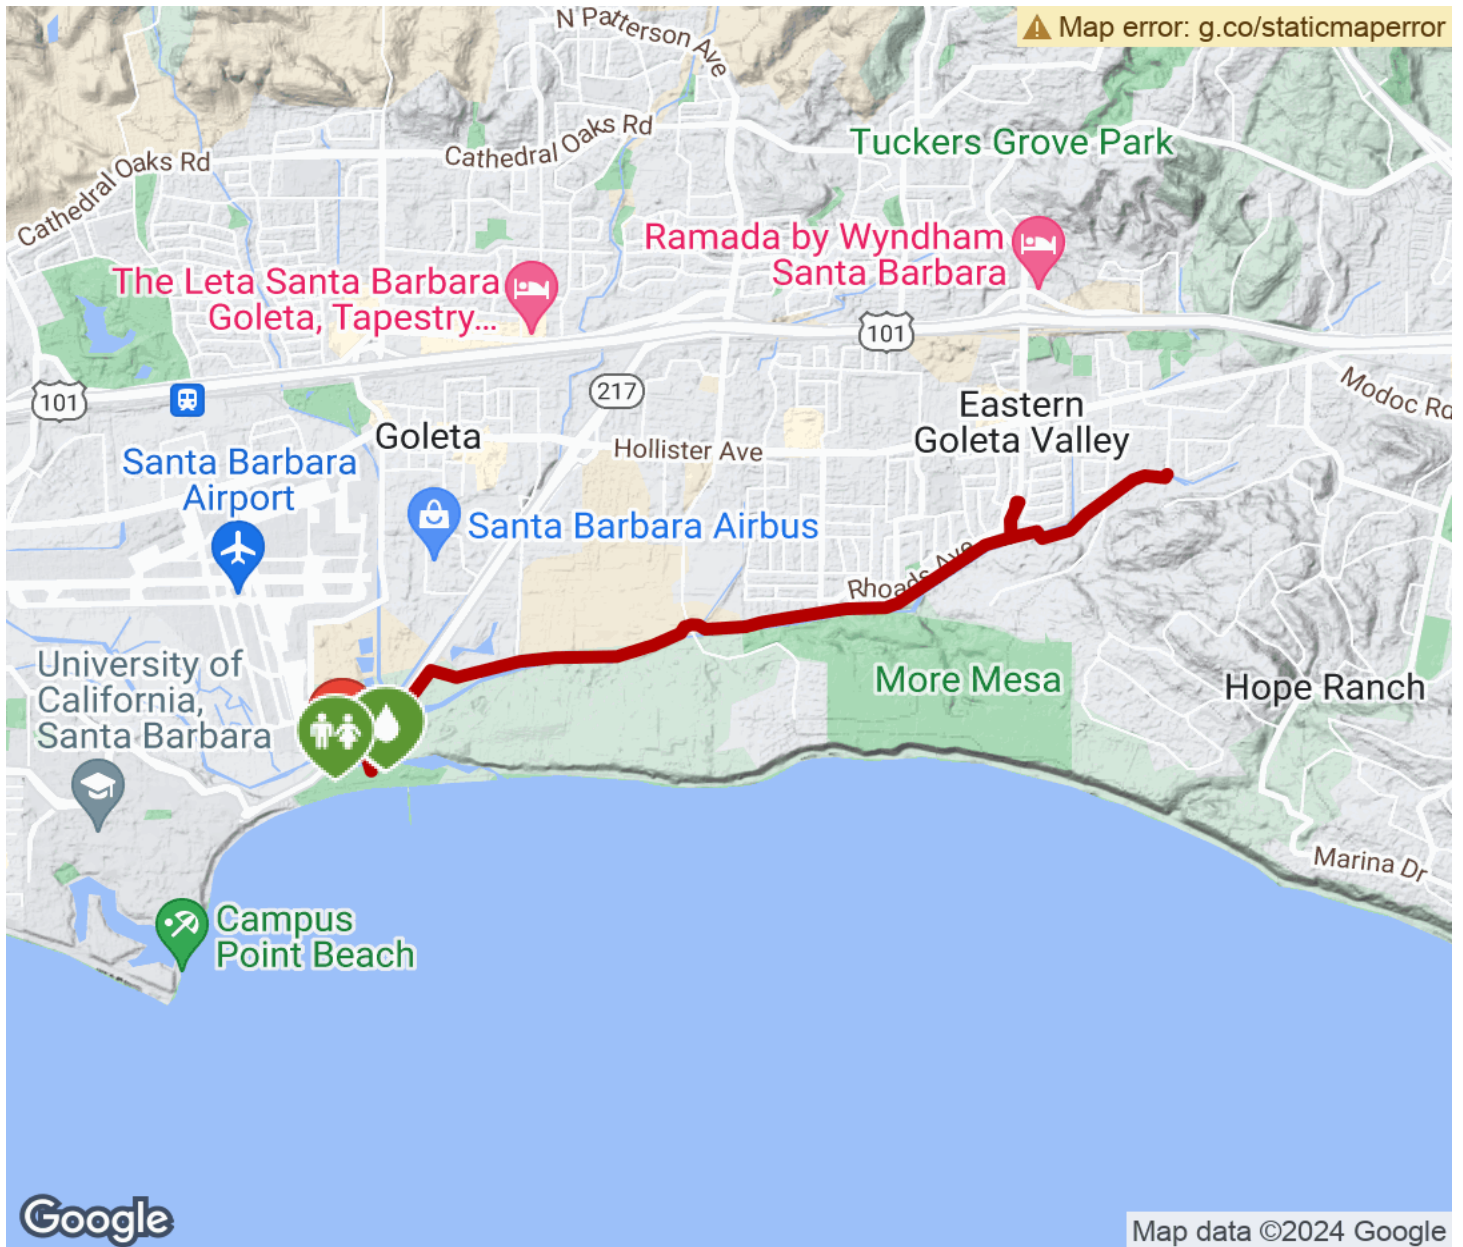 N Patterson Ave
Map error: g.co/staticmaperror
Cathedral Oaks Rd
Cathedral Oaks Rd
Tuckers Grove Park
Ramada by Wyndham
Santa Barbara
The Leta Santa Barbara
Goleta, Tapestry...
101
101
217
Modoc Rd
Eastern
Goleta Valley
Goleta
Hollister Ave
Santa Barbara
Airport
Santa Barbara Airbus
Rhoads Ave
University of
California,
Santa Barbara
More Mesa
Hope Ranch
Marina Dr
Campus
Point Beach
Google
Map data ©2024 Google